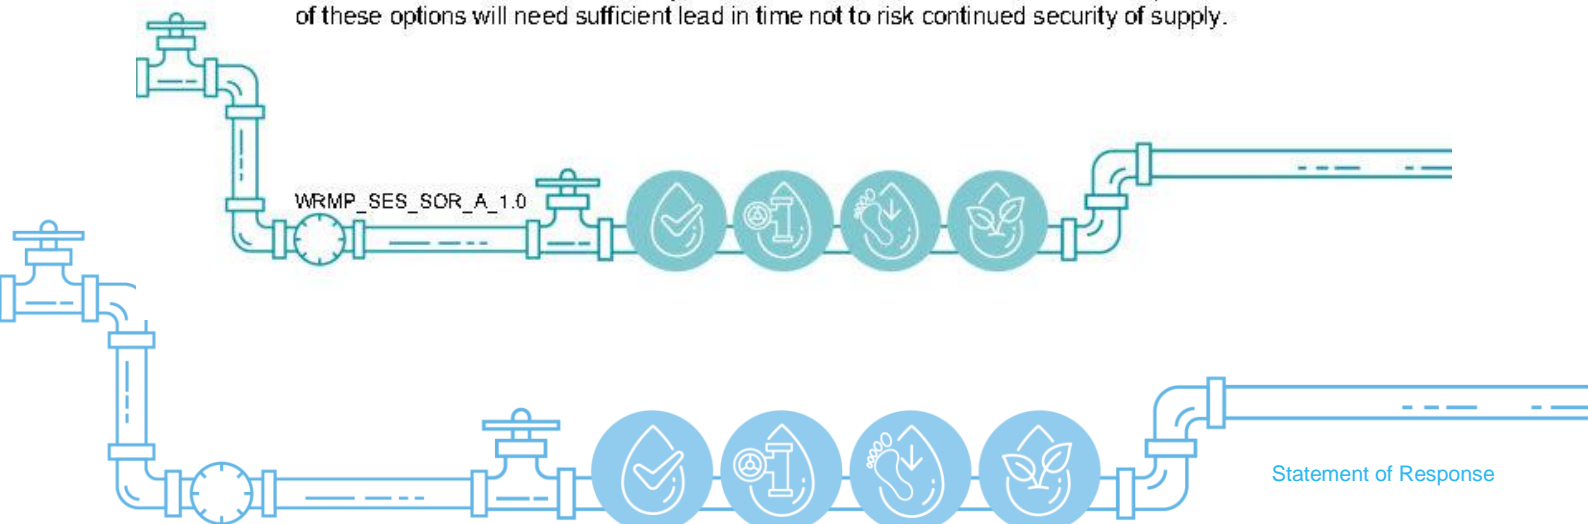 of these options will need sufficient lead in time not to risk continued security of supply.
WRMP_SES_SOR_A_1.0
Statement of Response